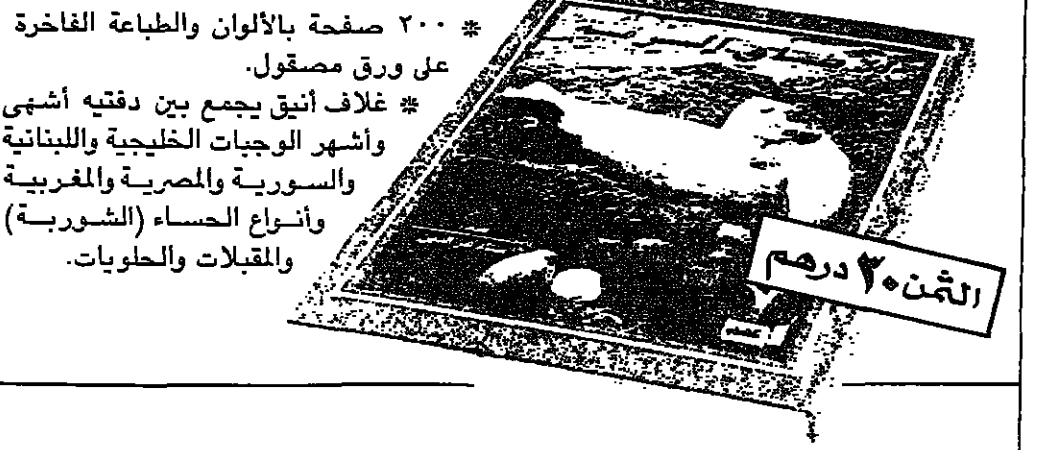 * ٢٠٠ صفحة بالألوان والطباعة الفاخرة
على ورق مصقول.
* غلاف أنيق يجمع بين دفتيه أشهى
وأشهر الوجبات الخليجية واللبنانية
والسورية والمصرية والمغربية
وأنواع الحساء (الشوربة)
والمقبلات والحلويات.
الثمن ٣٠ درهم